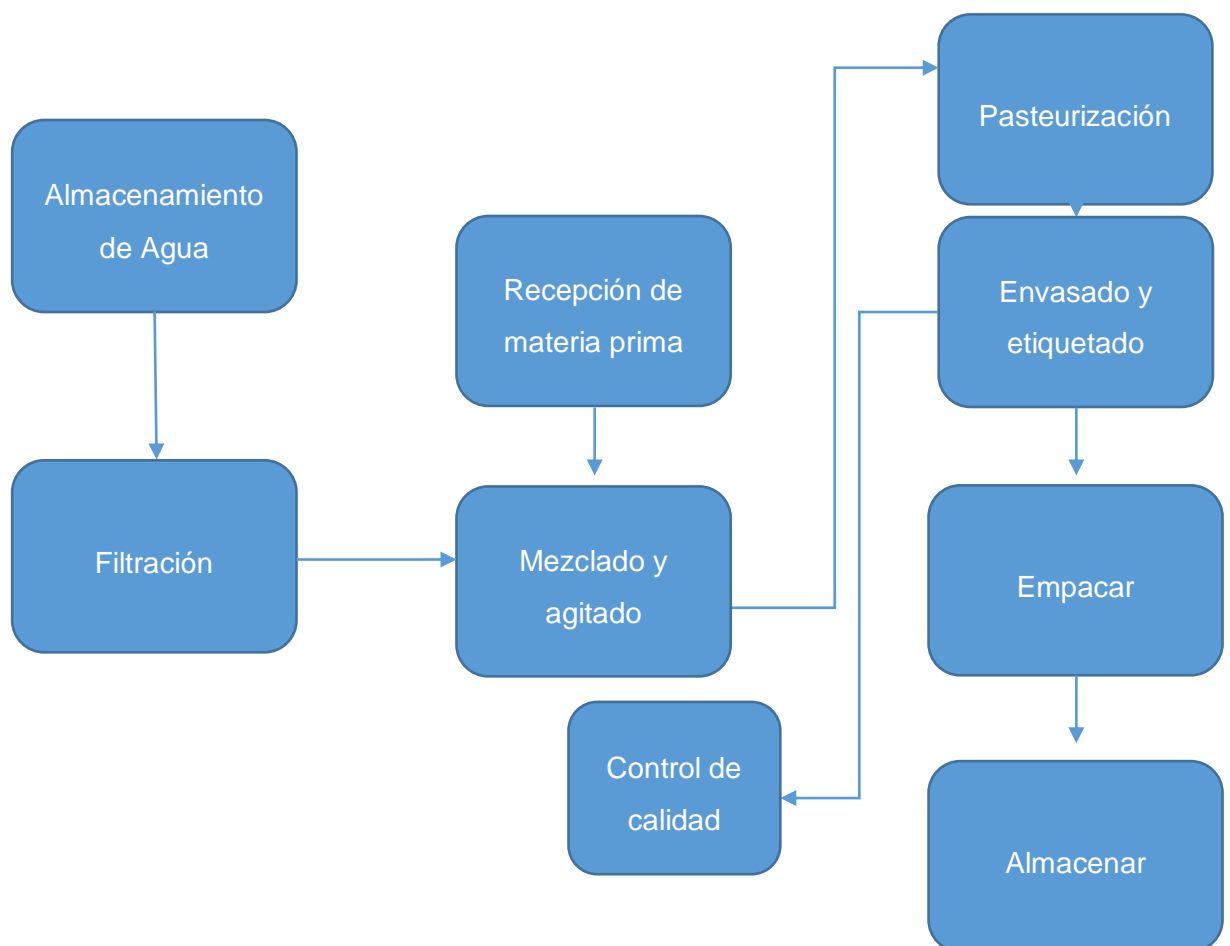 Almacenamiento
de Agua
Filtración
Recepción de
materia prima
Mezclado y
agitado
Pasteurización
Envasado y
etiquetado
Control de
calidad
Empacar
Almacenar